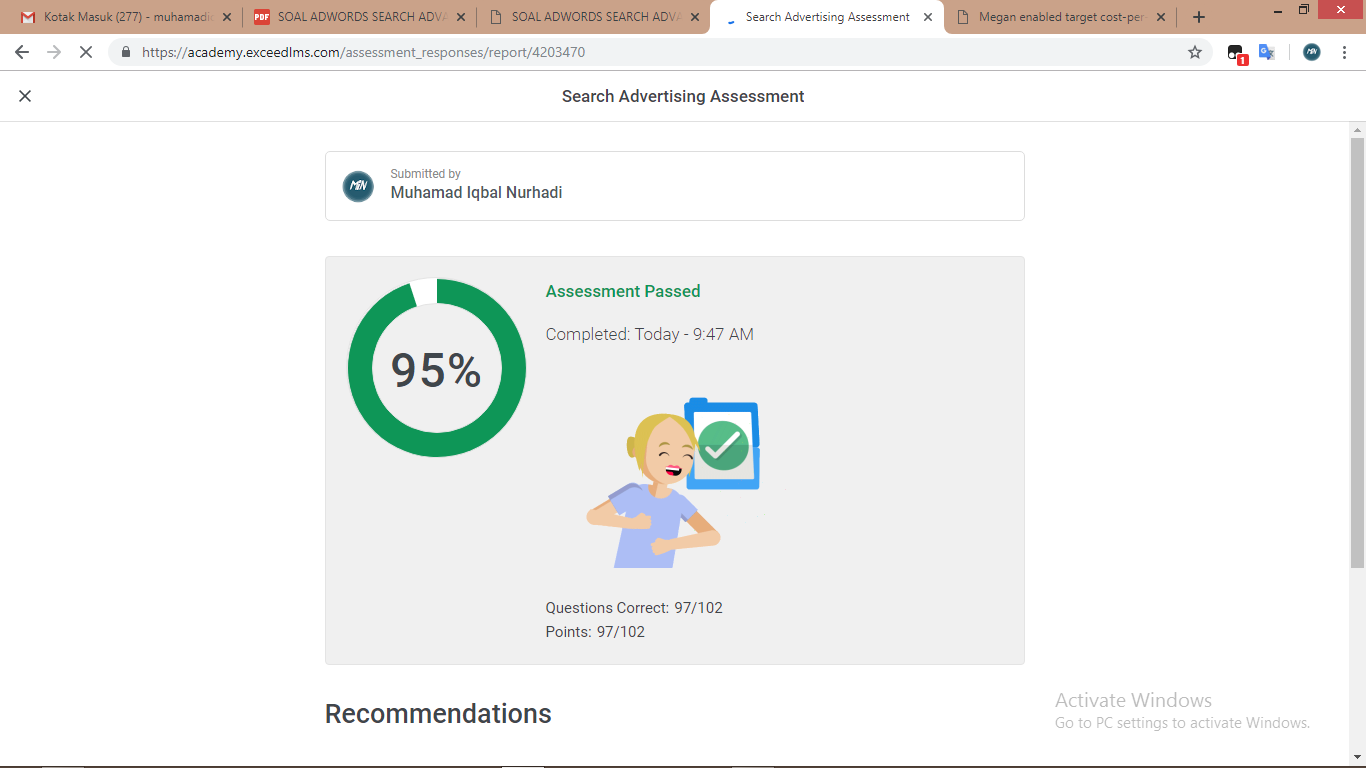 Kotak Masuk (277) - muhamadi
SOAL ADWORDS SEARCH ADVA
SOAL ADWORDS SEARCH ADVA
Search Advertising Assessment
Megan enabled target cost-per
https://academy.exceedlms.com/assessment_responses/report/4203470
1
Search Advertising Assessment
MIN
Submitted by
Muhamad Iqbal Nurhadi
95%
Assessment Passed
Completed: Today - 9:47 AM
Questions Correct: 97/102
Points: 97/102
Recommendations
Activate Windows
Go to PC settings to activate Windows.